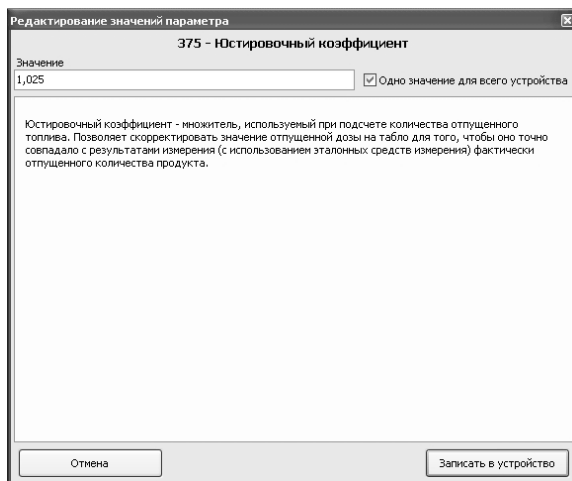 Редактирование значений параметра
375 - Юстировочный коэффициент
Значение
1,025
Одно значение для всего устройства
Юстировочный коэффициент - множитель, используемый при подсчете количества отпущенного
топлива. Позволяет скорректировать значение отпущенной дозы на табло для того, чтобы оно точно
совпадало с результатами измерения (с использованием эталонных средств измерения) фактически
отпущенного количества продукта.
Отмена
Записать в устройство